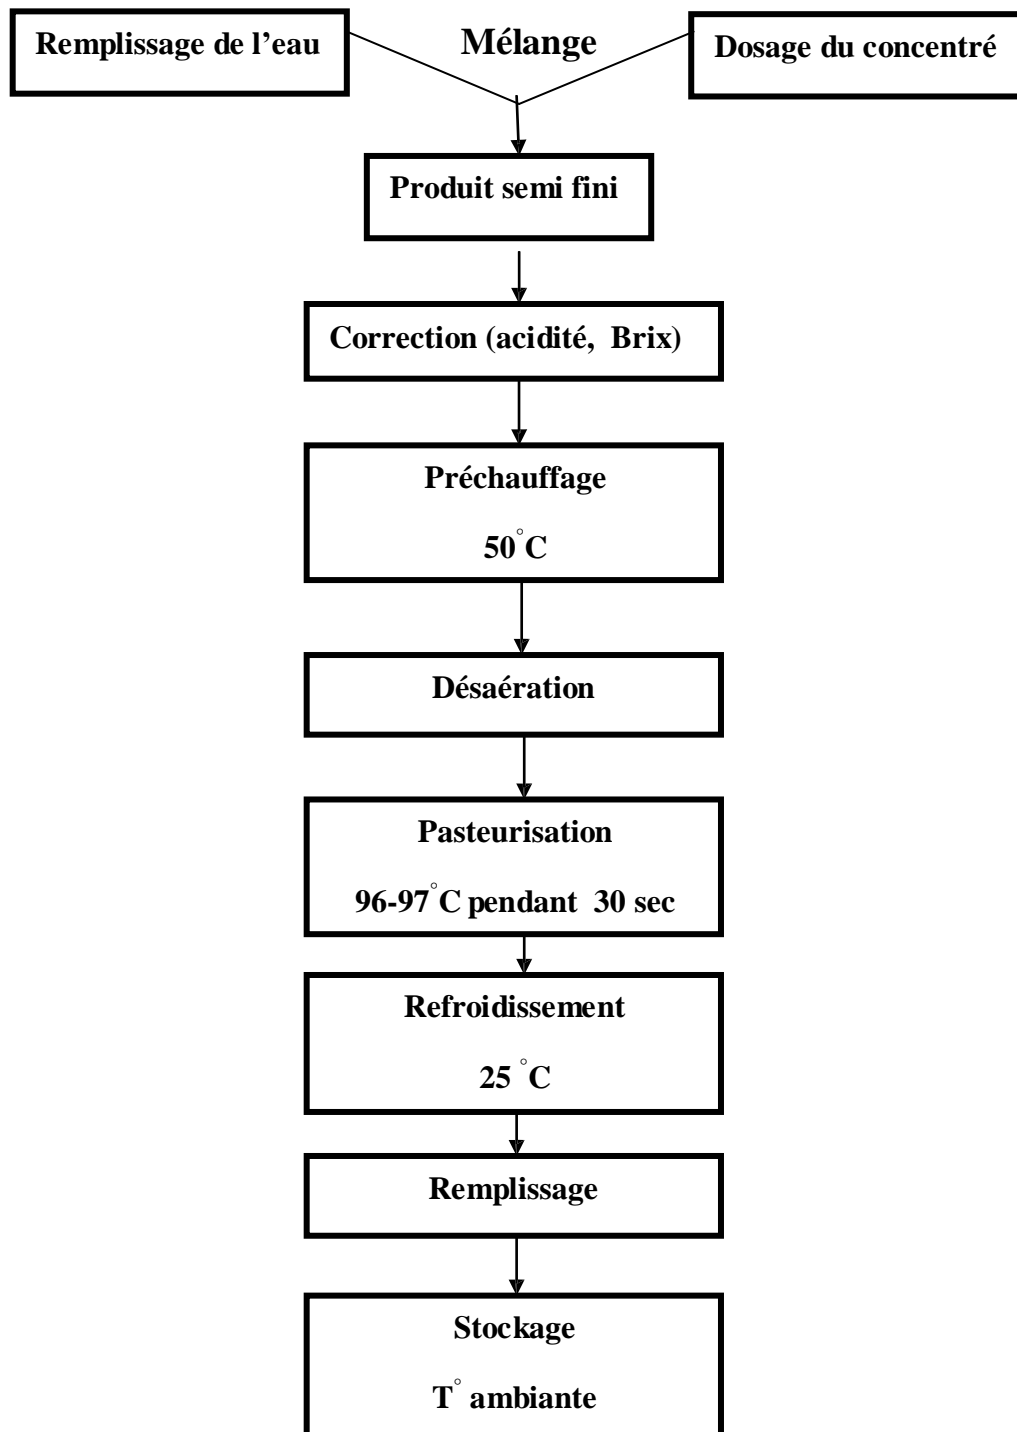 Remplissage de l’eau
Mélange
Dosage du concentré
Produit semi fini
Correction (acidité, Brix)
Préchauffage
50°C
Désaération
Pasteurisation
96-97°C pendant 30 sec
Refroidissement
25 °C
Remplissage
Stockage
T° ambiante